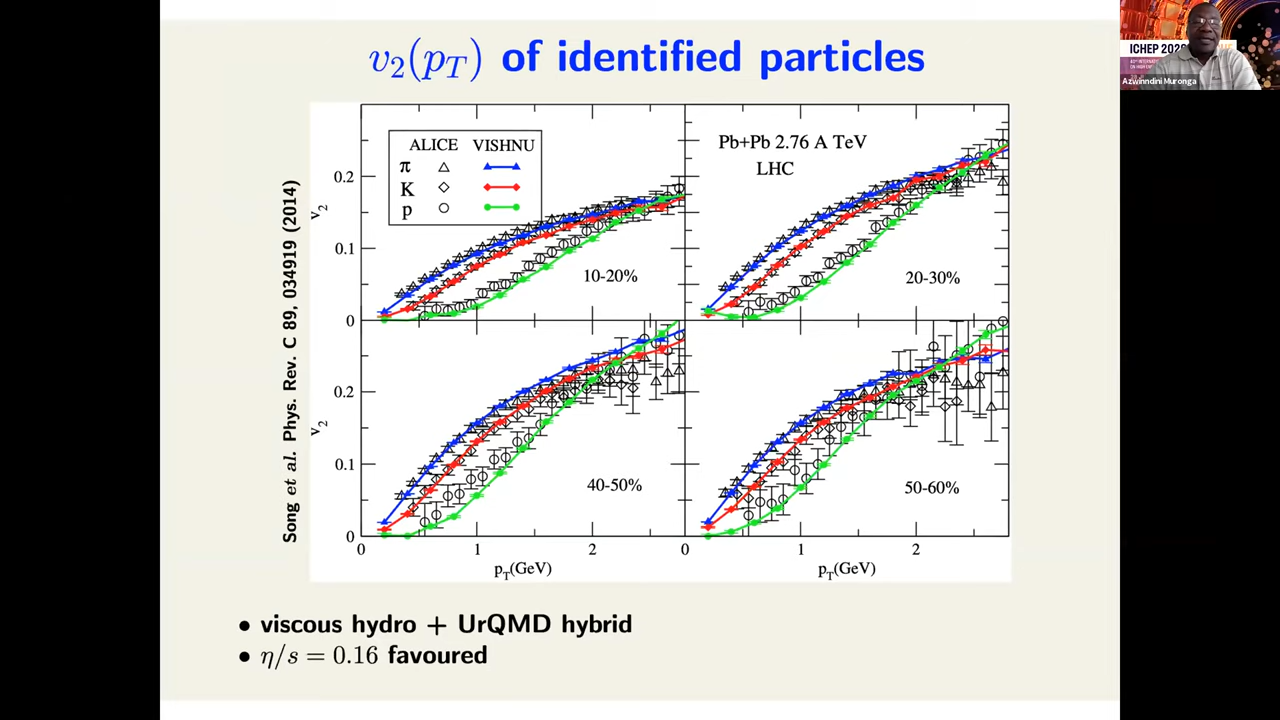 v₂(p_T) of identified particles
ICHEP 202
Azwinndini Muronga
Song et al. Phys. Rev. C 89, 034919 (2014)
ALICE VISHNU
π
K
p
Pb+Pb 2.76 A TeV
LHC
v₂
0.2
0.1
0
10-20%
20-30%
v₂
0.2
0.1
0
40-50%
50-60%
0 1 2 0 1 2
p_T(GeV) p_T(GeV)
• viscous hydro + UrQMD hybrid
• η/s = 0.16 favoured